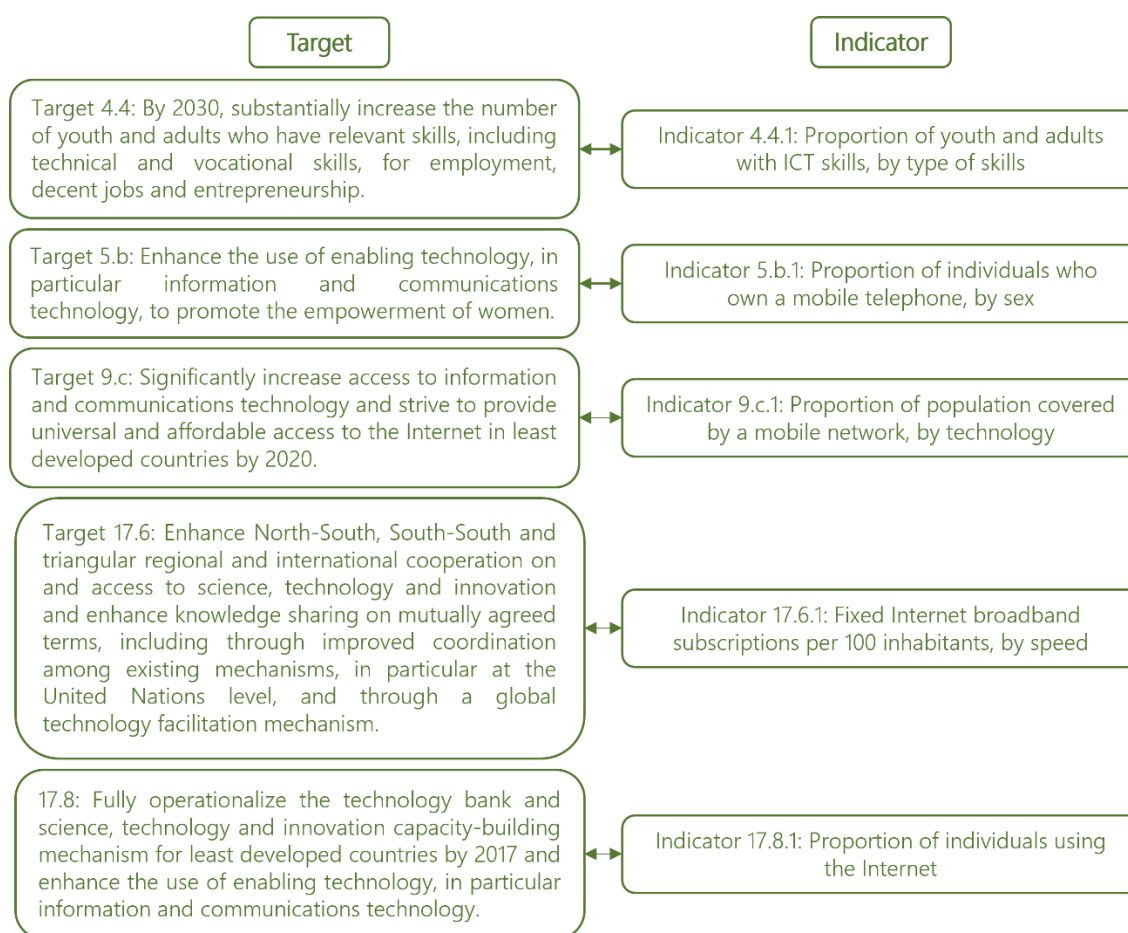 Target
Indicator
Target 4.4: By 2030, substantially increase the number
of youth and adults who have relevant skills, including
technical and vocational skills, for employment,
decent jobs and entrepreneurship.
Indicator 4.4.1: Proportion of youth and adults
with ICT skills, by type of skills
Target 5.b: Enhance the use of enabling technology, in
particular information and communications
technology, to promote the empowerment of women.
Indicator 5.b.1: Proportion of individuals who
own a mobile telephone, by sex
Target 9.c: Significantly increase access to information
and communications technology and strive to provide
universal and affordable access to the Internet in least
developed countries by 2020.
Indicator 9.c.1: Proportion of population covered
by a mobile network, by technology
Target 17.6: Enhance North-South, South-South and
triangular regional and international cooperation on
and access to science, technology and innovation
and enhance knowledge sharing on mutually agreed
terms, including through improved coordination
among existing mechanisms, in particular at the
United Nations level, and through a global
technology facilitation mechanism.
Indicator 17.6.1: Fixed Internet broadband
subscriptions per 100 inhabitants, by speed
17.8: Fully operationalize the technology bank and
science, technology and innovation capacity-building
mechanism for least developed countries by 2017 and
enhance the use of enabling technology, in particular
information and communications technology.
Indicator 17.8.1: Proportion of individuals using
the Internet